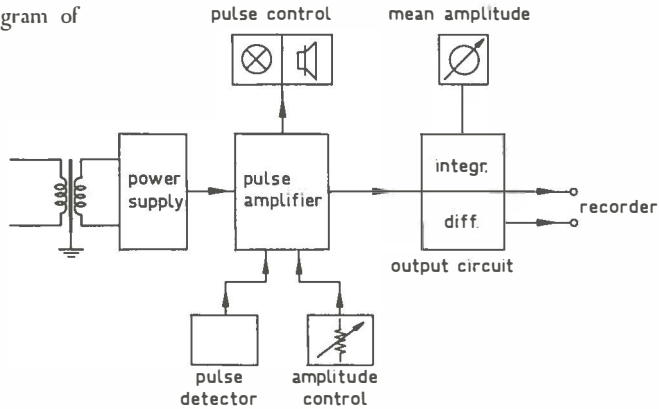 gram of
pulse control
mean amplitude
power
supply
pulse
amplifier
integr.
diff.
recorder
output circuit
pulse
detector
amplitude
control